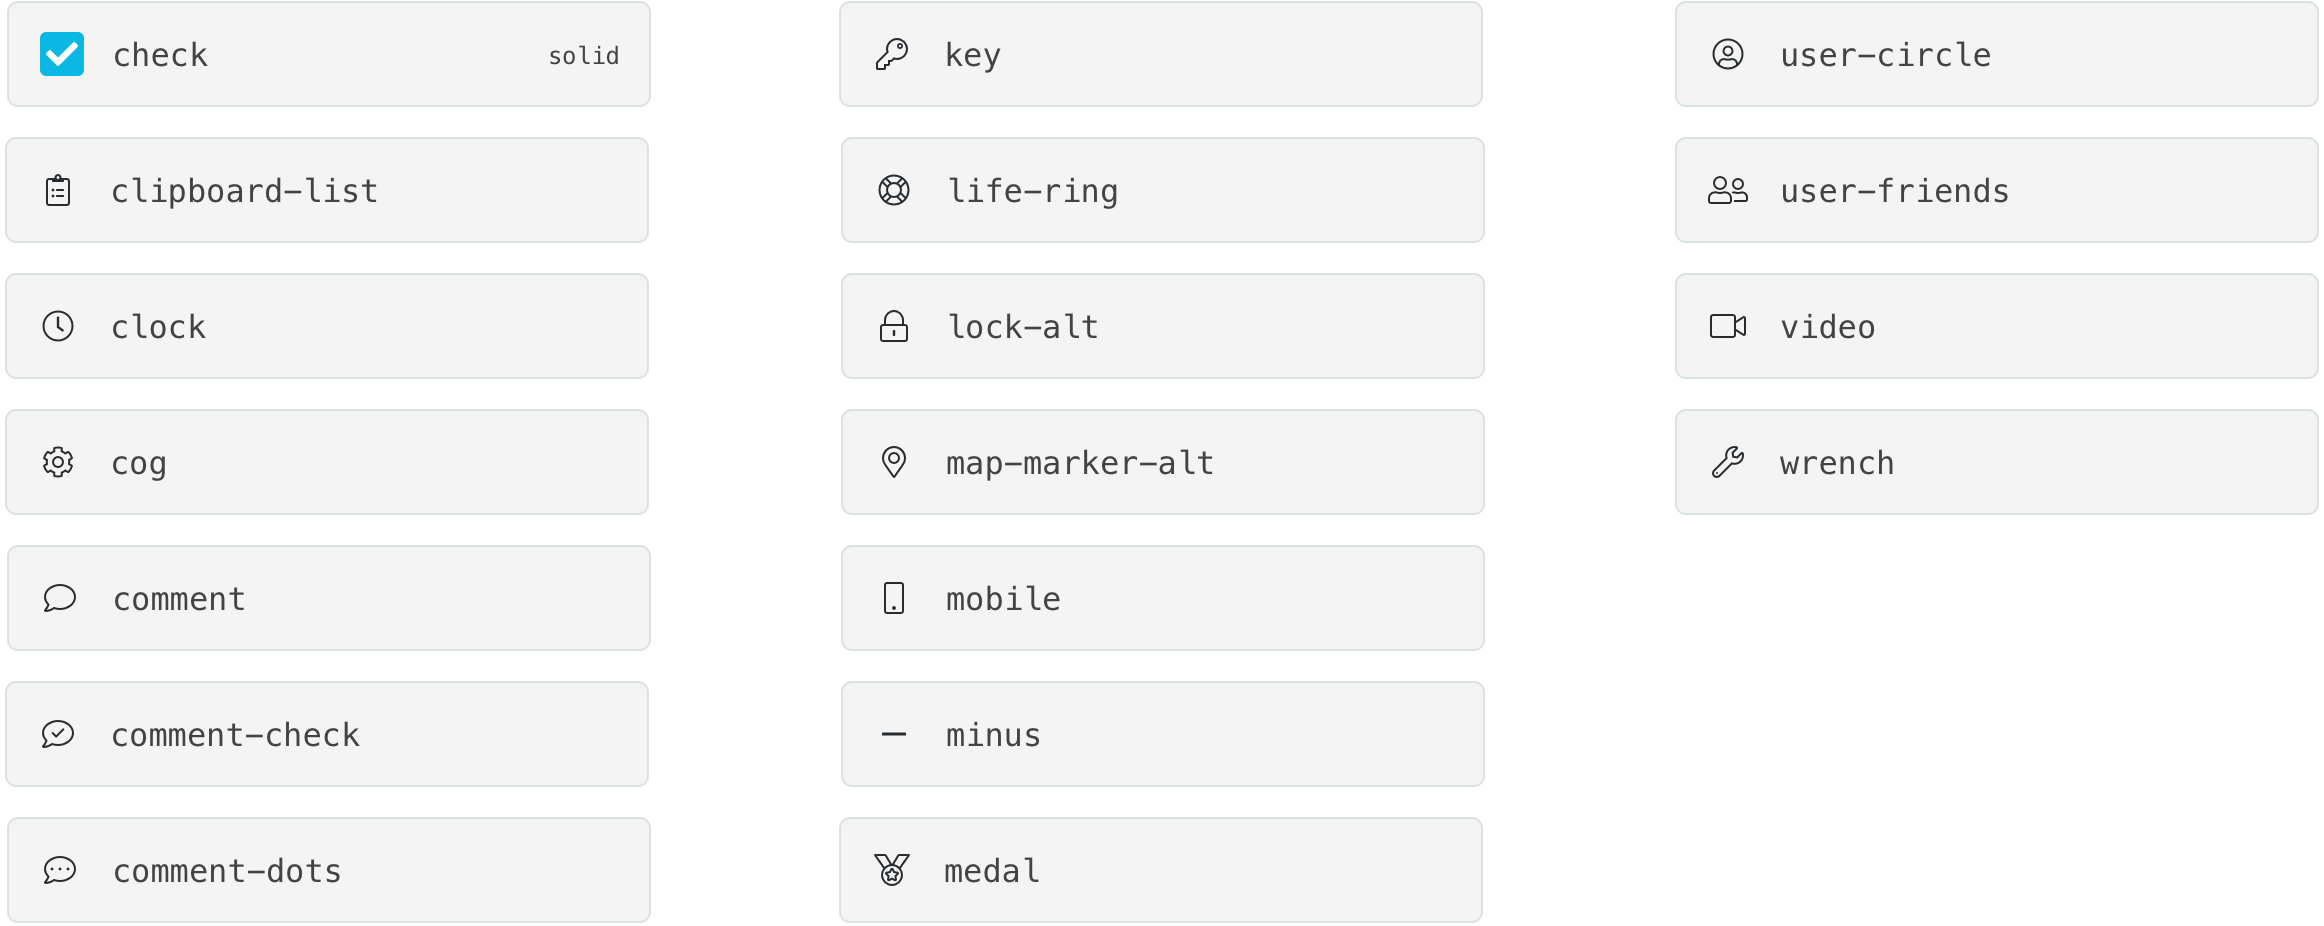 check solid
clipboard-list
clock
cog
comment
comment-check
comment-dots
key
life-ring
lock-alt
map-marker-alt
mobile
minus
medal
user-circle
user-friends
video
wrench